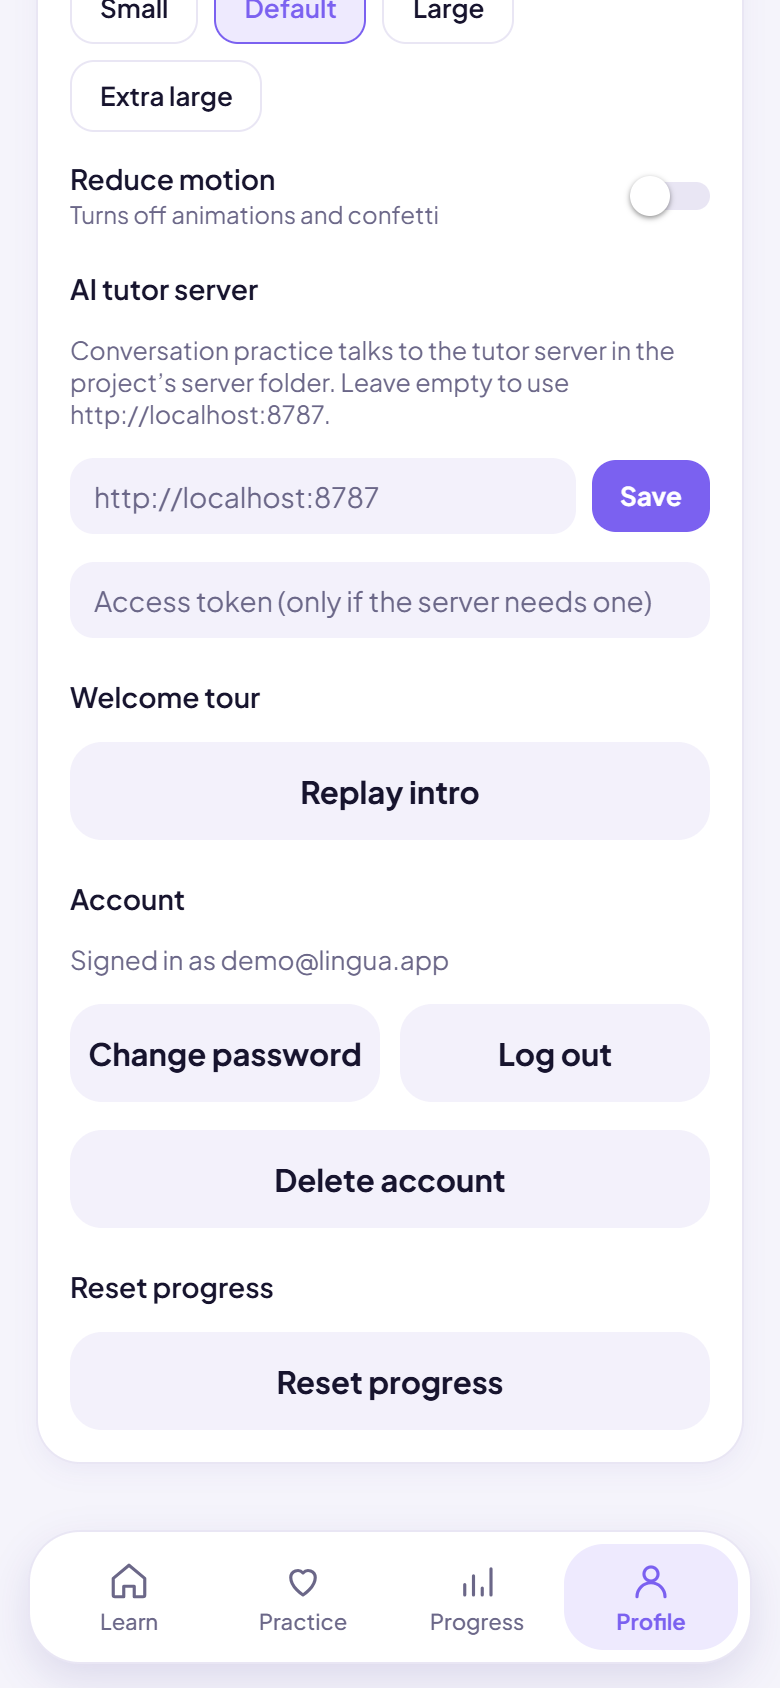 Small Default Large
Extra large
Reduce motion
Turns off animations and confetti
AI tutor server
Conversation practice talks to the tutor server in the
project’s server folder. Leave empty to use
http://localhost:8787.
http://localhost:8787 Save
Access token (only if the server needs one)
Welcome tour
Replay intro
Account
Signed in as demo@lingua.app
Change password Log out
Delete account
Reset progress
Reset progress
Learn Practice Progress Profile